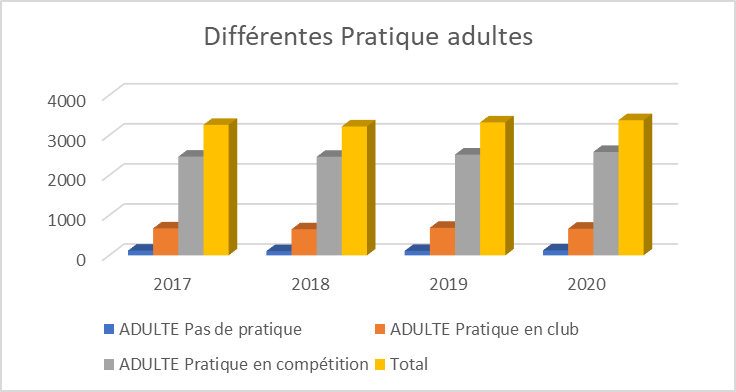 Différentes Pratique adultes
4000
3000
2000
1000
0
2017 2018 2019 2020
ADULTE Pas de pratique ADULTE Pratique en club
ADULTE Pratique en compétition Total